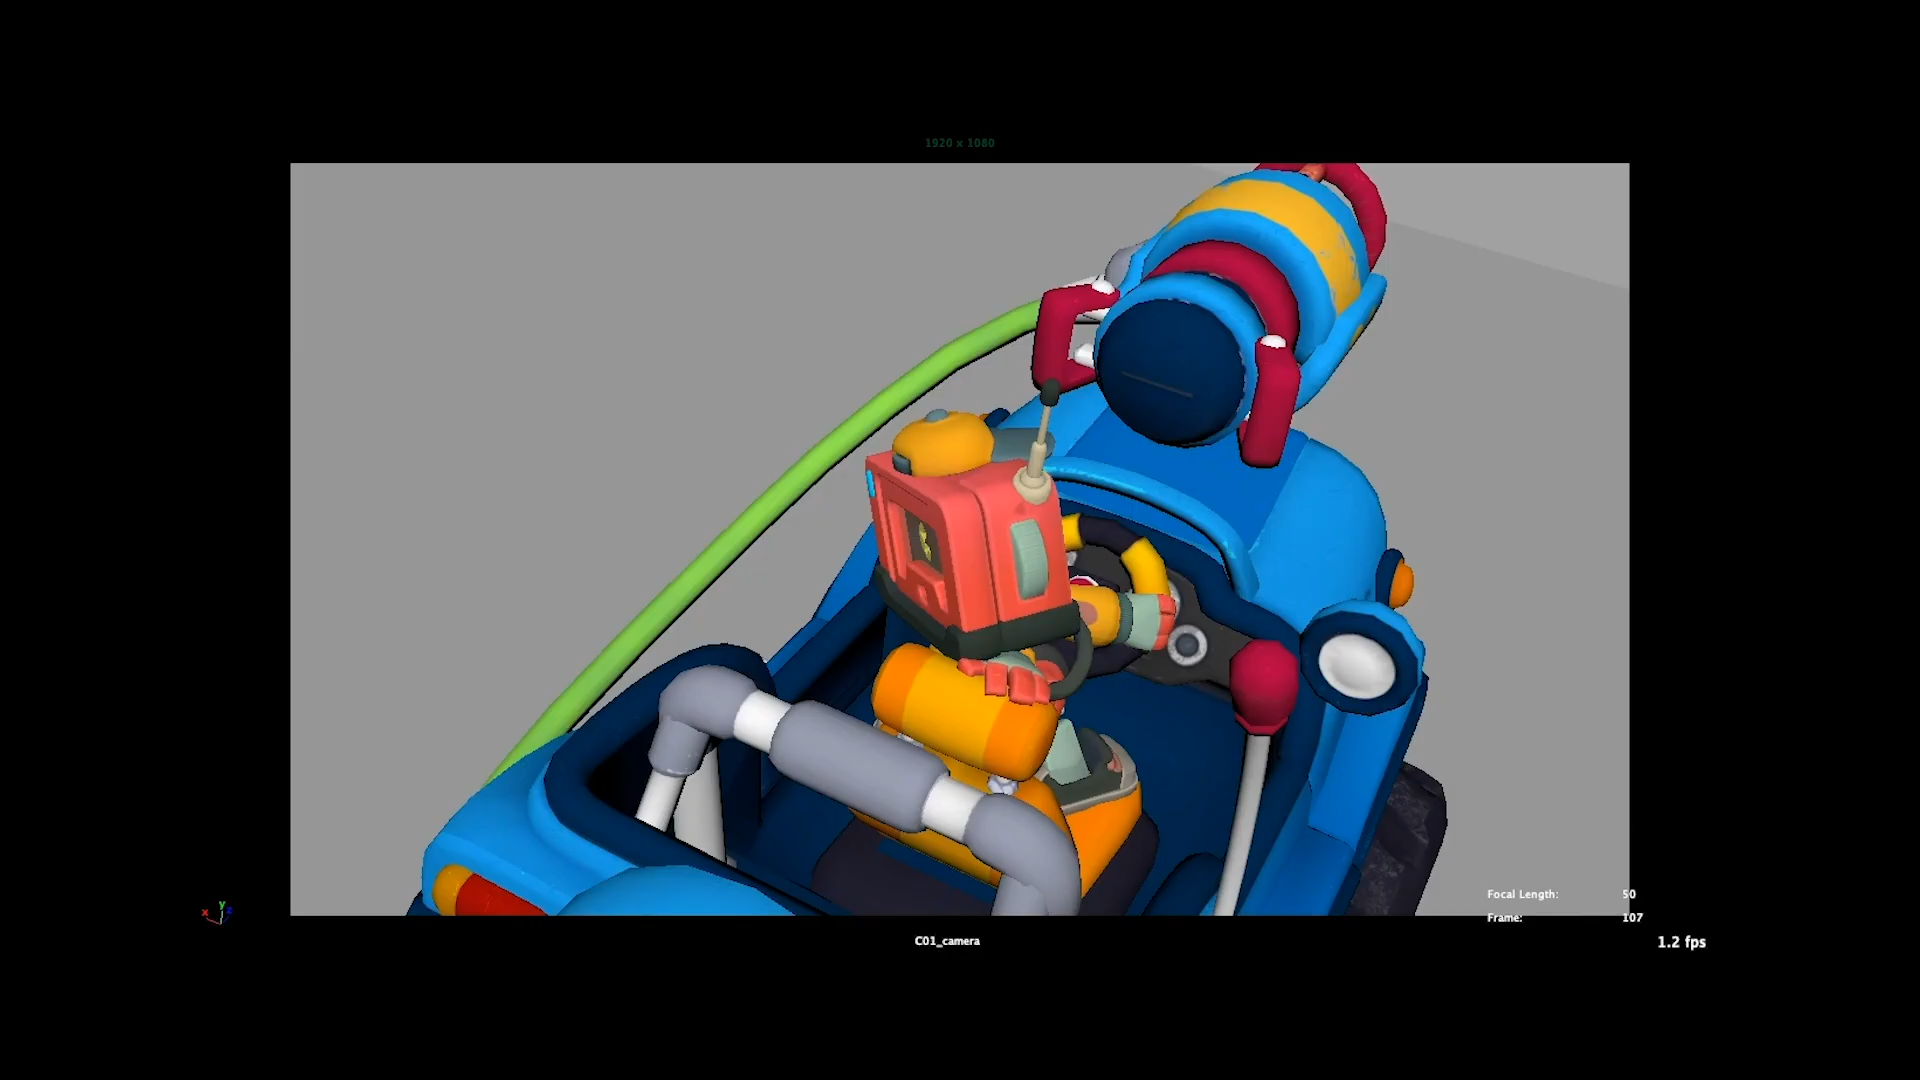 1920 x 1080
Focal Length: 50
Frame: 107
x y z
C01_camera
1.2 fps